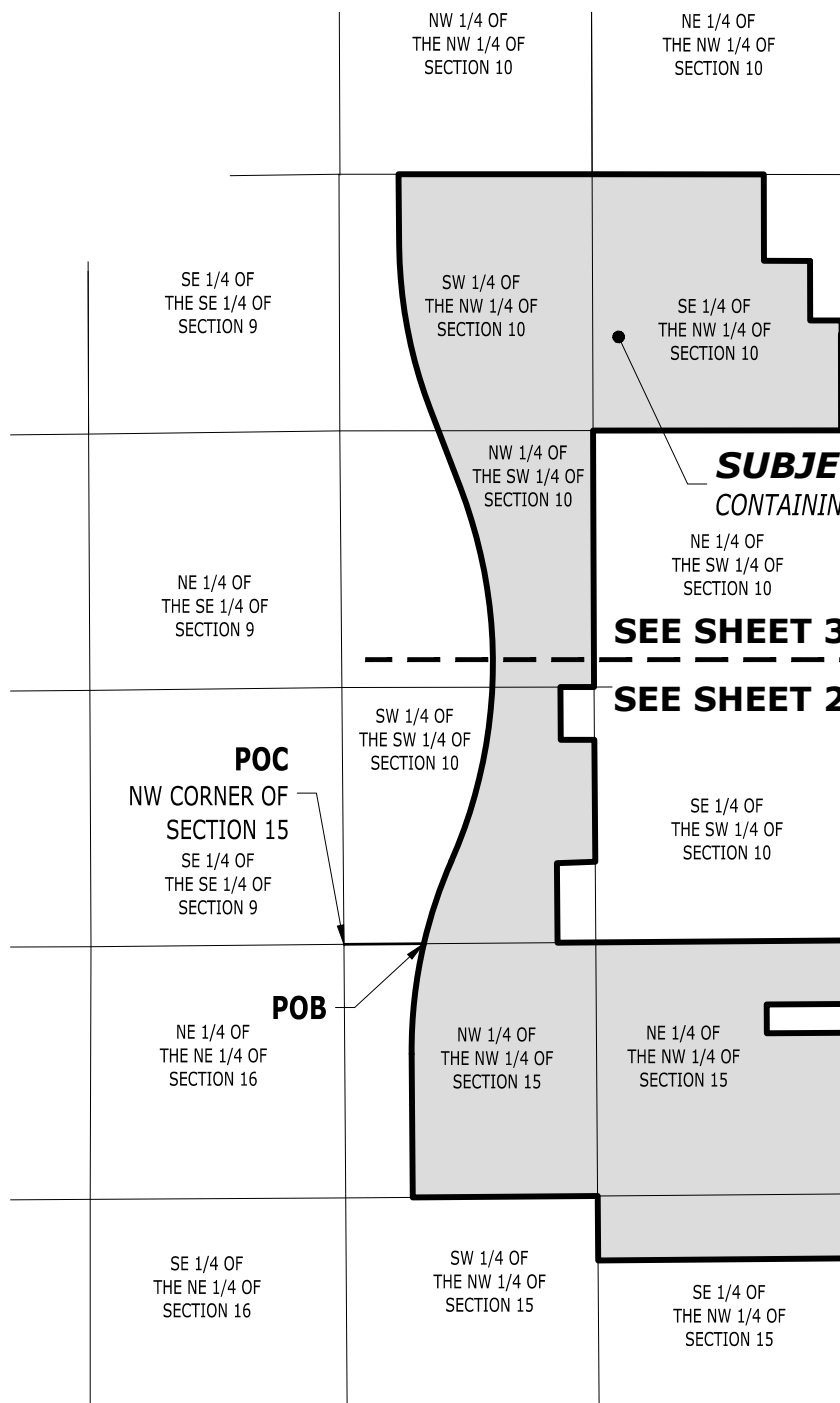 NW 1/4 OF
THE NW 1/4 OF
SECTION 10
NE 1/4 OF
THE NW 1/4 OF
SECTION 10
SE 1/4 OF
THE SE 1/4 OF
SECTION 9
SW 1/4 OF
THE NW 1/4 OF
SECTION 10
SE 1/4 OF
THE NW 1/4 OF
SECTION 10
NW 1/4 OF
THE SW 1/4 OF
SECTION 10
SUBJE
CONTAININ
NE 1/4 OF
THE SW 1/4 OF
SECTION 10
NE 1/4 OF
THE SE 1/4 OF
SECTION 9
SEE SHEET 3
SEE SHEET 2
SW 1/4 OF
THE SW 1/4 OF
SECTION 10
POC
NW CORNER OF
SECTION 15
SE 1/4 OF
THE SE 1/4 OF
SECTION 9
SE 1/4 OF
THE SW 1/4 OF
SECTION 10
POB
NE 1/4 OF
THE NE 1/4 OF
SECTION 16
NW 1/4 OF
THE NW 1/4 OF
SECTION 15
NE 1/4 OF
THE NW 1/4 OF
SECTION 15
SE 1/4 OF
THE NE 1/4 OF
SECTION 16
SW 1/4 OF
THE NW 1/4 OF
SECTION 15
SE 1/4 OF
THE NW 1/4 OF
SECTION 15